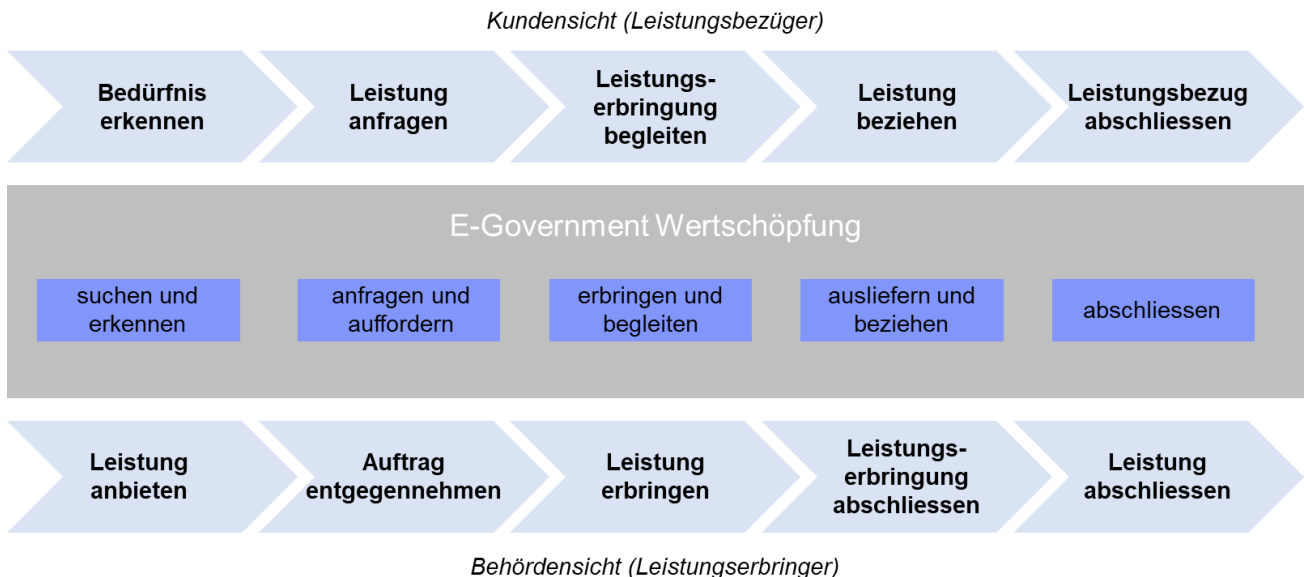 Kundensicht (Leistungsbezüger)
Bedürfnis
erkennen
Leistung
anfragen
Leistungs-
erbringung
begleiten
Leistung
beziehen
Leistungsbezug
abschliessen
E-Government Wertschöpfung
suchen und
erkennen
anfragen und
auffordern
erbringen und
begleiten
ausliefern und
beziehen
abschliessen
Leistung
anbieten
Auftrag
entgegennehmen
Leistung
erbringen
Leistungs-
erbringung
abschliessen
Leistung
abschliessen
Behördensicht (Leistungserbringer)